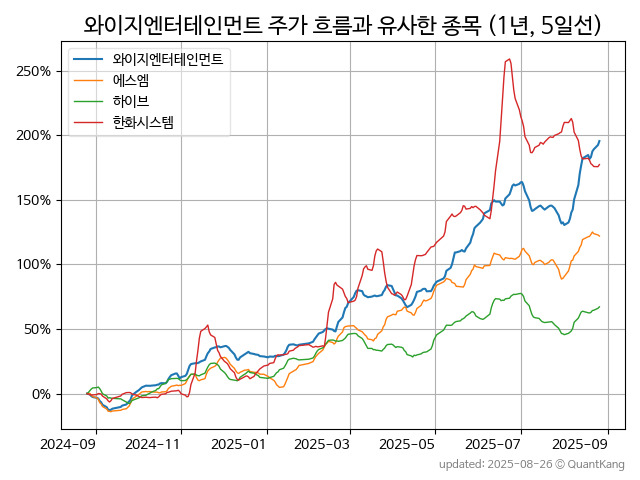 와이지엔터테인먼트 주가 흐름과 유사한 종목 (1년, 5일선)
와이지엔터테인먼트
에스엠
하이브
한화시스템
250%
200%
150%
100%
50%
0%
2024-09 2024-11 2025-01 2025-03 2025-05 2025-07 2025-09
updated: 2025-08-26 © QuantKang